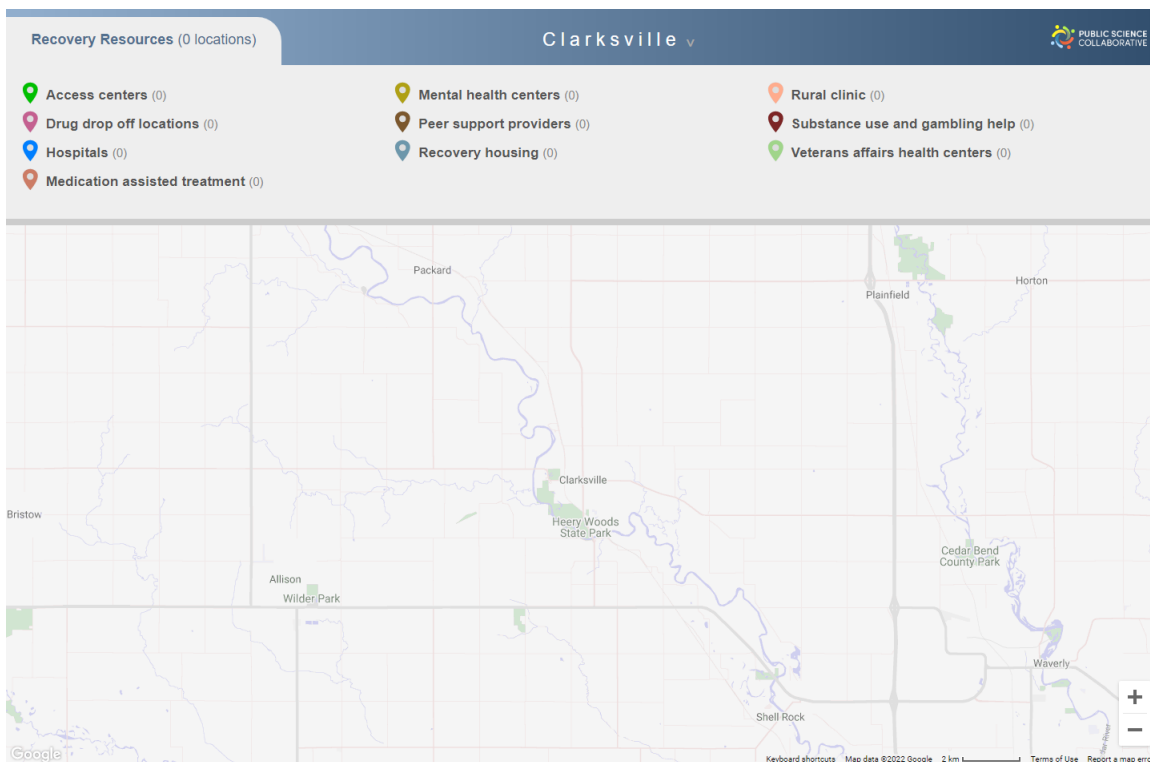 Recovery Resources (0 locations)
Clarksville v
PUBLIC SCIENCE
COLLABORATIVE
Access centers (0)
Mental health centers (0)
Rural clinic (0)
Drug drop off locations (0)
Peer support providers (0)
Substance use and gambling help (0)
Hospitals (0)
Recovery housing (0)
Veterans affairs health centers (0)
Medication assisted treatment (0)
Packard
Horton
Plainfield
Clarksville
Bristow
Heery Woods
State Park
Cedar Bend
County Park
Allison
Wilder Park
Waverly
+
Shell Rock
−
Google
Keyboard shortcuts Map data ©2022 Google 2 km Terms of Use Report a map erro